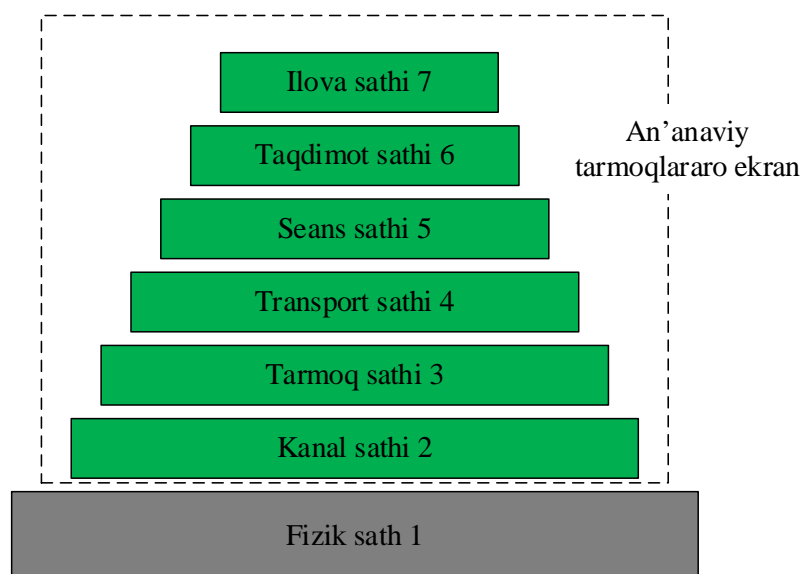 Ilova sathi 7
An’anaviy
tarmoqlararo ekran
Taqdimot sathi 6
Seans sathi 5
Transport sathi 4
Tarmoq sathi 3
Kanal sathi 2
Fizik sath 1